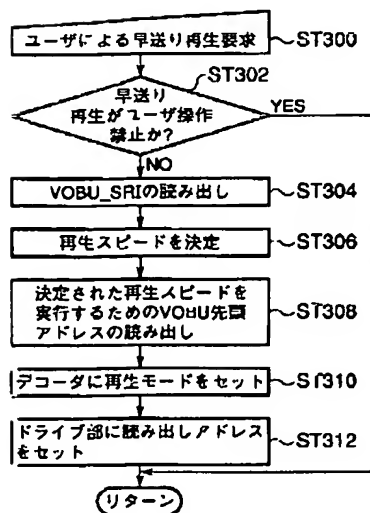 ユーザによる早送り再生要求
ST300
ST302
早送り
再生がユーザ操作
禁止か?
YES
NO
VOBU_SRIの読み出し
ST304
再生スピードを決定
ST306
決定された再生スピードを
実行するためのVOBU先頭
アドレスの読み出し
ST308
デコーダに再生モードをセット
ST310
ドライブ部に読み出しアドレス
をセット
ST312
リターン